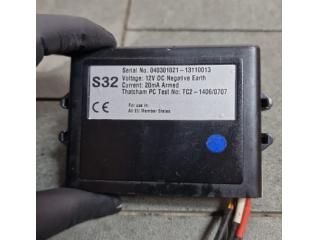 Serial No. 040301021-13110013
S32
Voltage: 12V DC Negative Earth
Current: 20mA Armed
Thatcham PC Test No: TC2-1406/0707
CE
For use in:
All EU Member States.